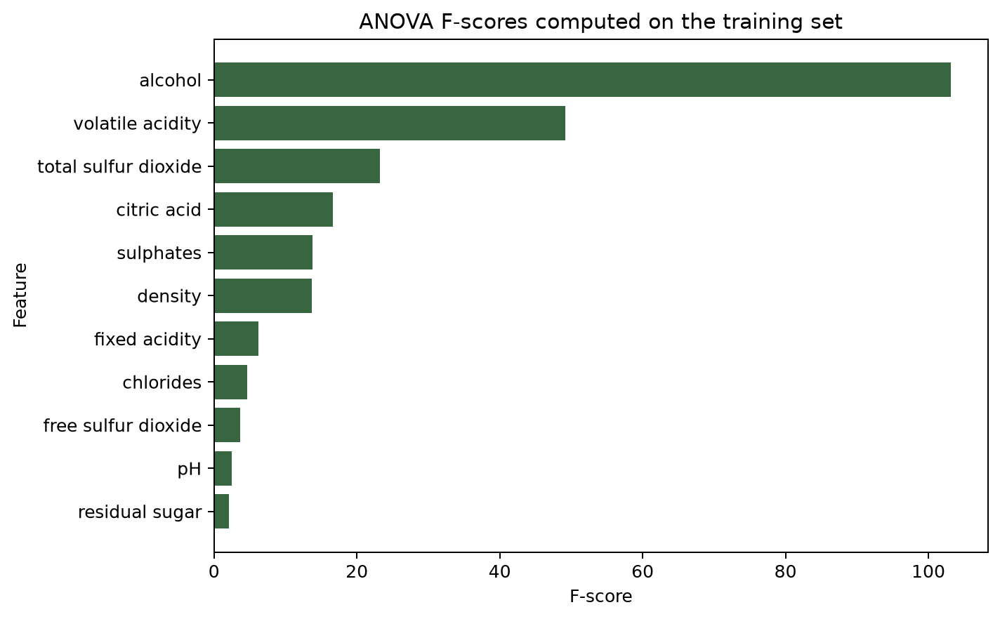 ANOVA F-scores computed on the training set
Feature
alcohol
volatile acidity
total sulfur dioxide
citric acid
sulphates
density
fixed acidity
chlorides
free sulfur dioxide
pH
residual sugar
0 20 40 60 80 100
F-score